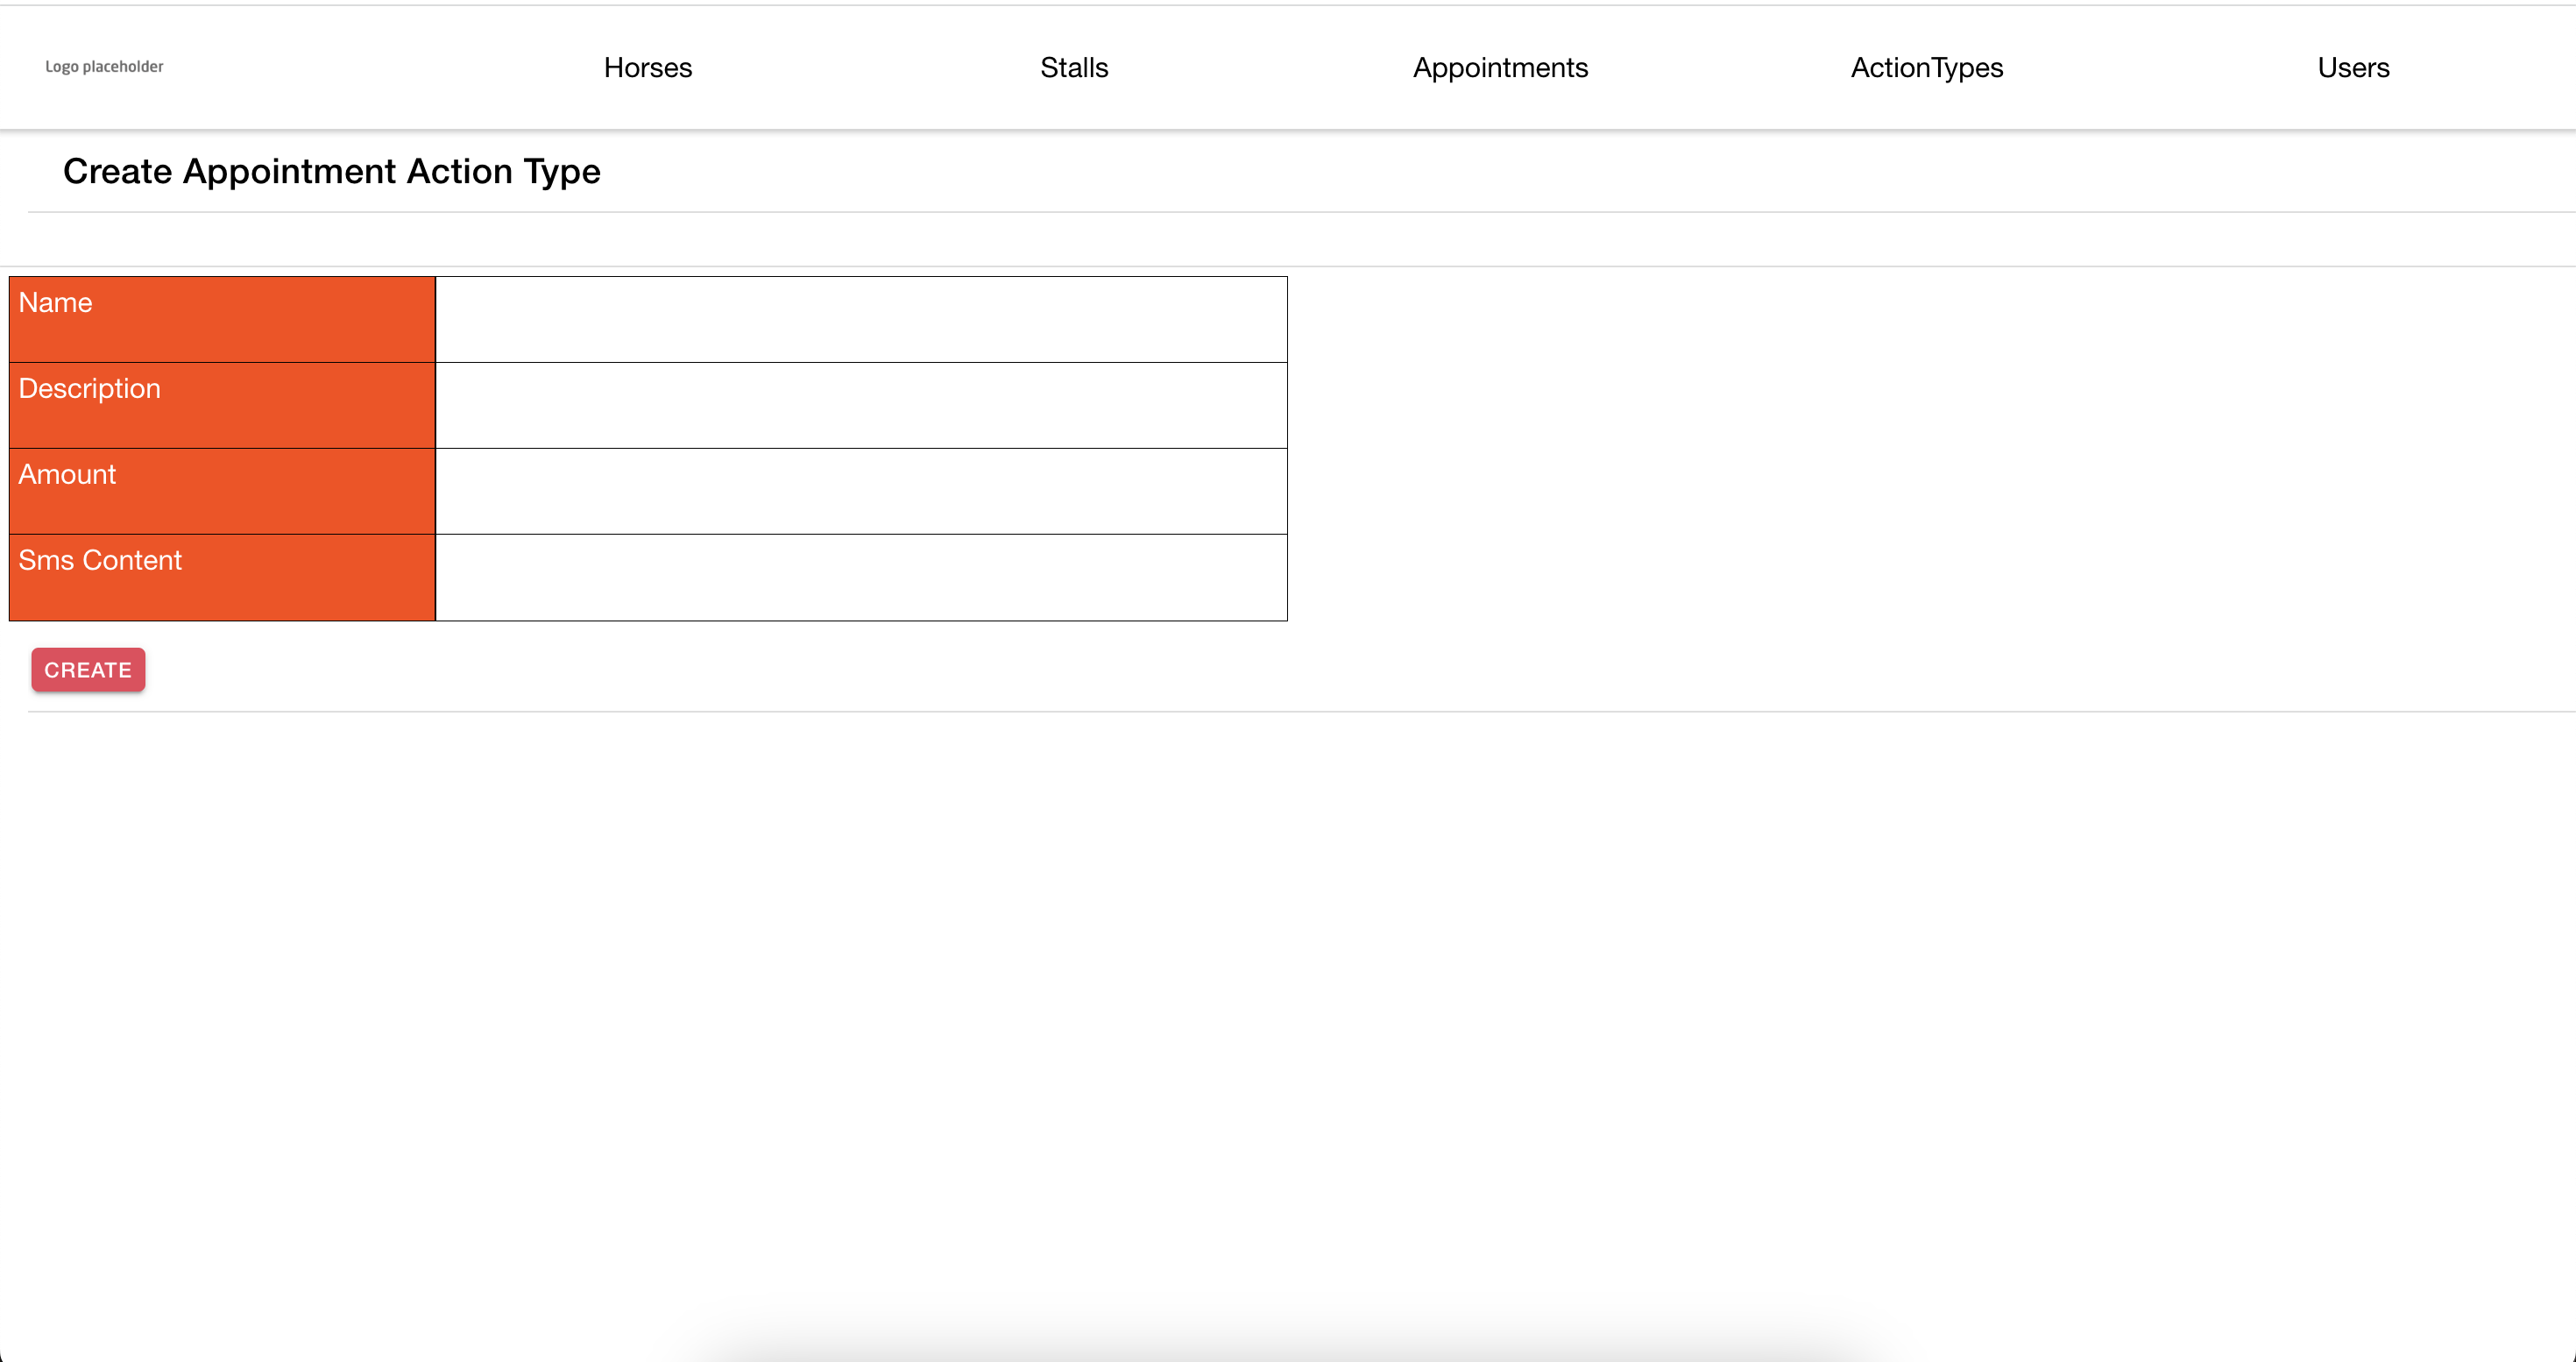 Logo placeholder Horses Stalls Appointments ActionTypes Users
Create Appointment Action Type
Name
Description
Amount
Sms Content
CREATE